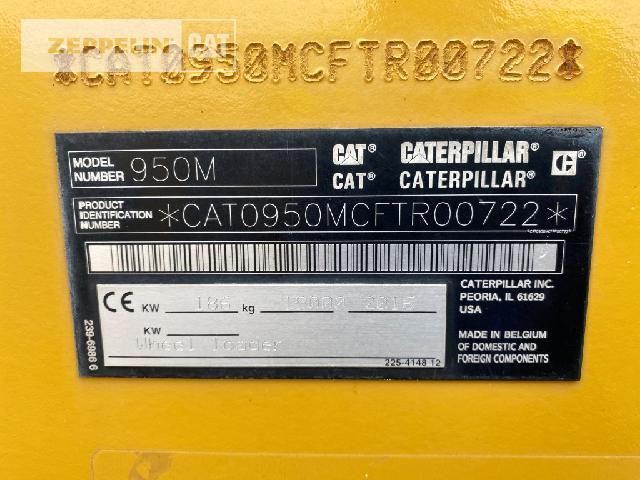 ZEPPELIN CAT
*CAT0950MCFTR00722*
MODEL NUMBER 950M
CAT® CATERPILLAR®
CAT® CATERPILLAR®
PRODUCT IDENTIFICATION NUMBER *CAT0950MCFTR00722*
CE KW 186 kg
KW
Wheel loader
225-4148 12
239-6986 6
CATERPILLAR INC.
PEORIA, IL 61629
USA
MADE IN BELGIUM
OF DOMESTIC AND
FOREIGN COMPONENTS